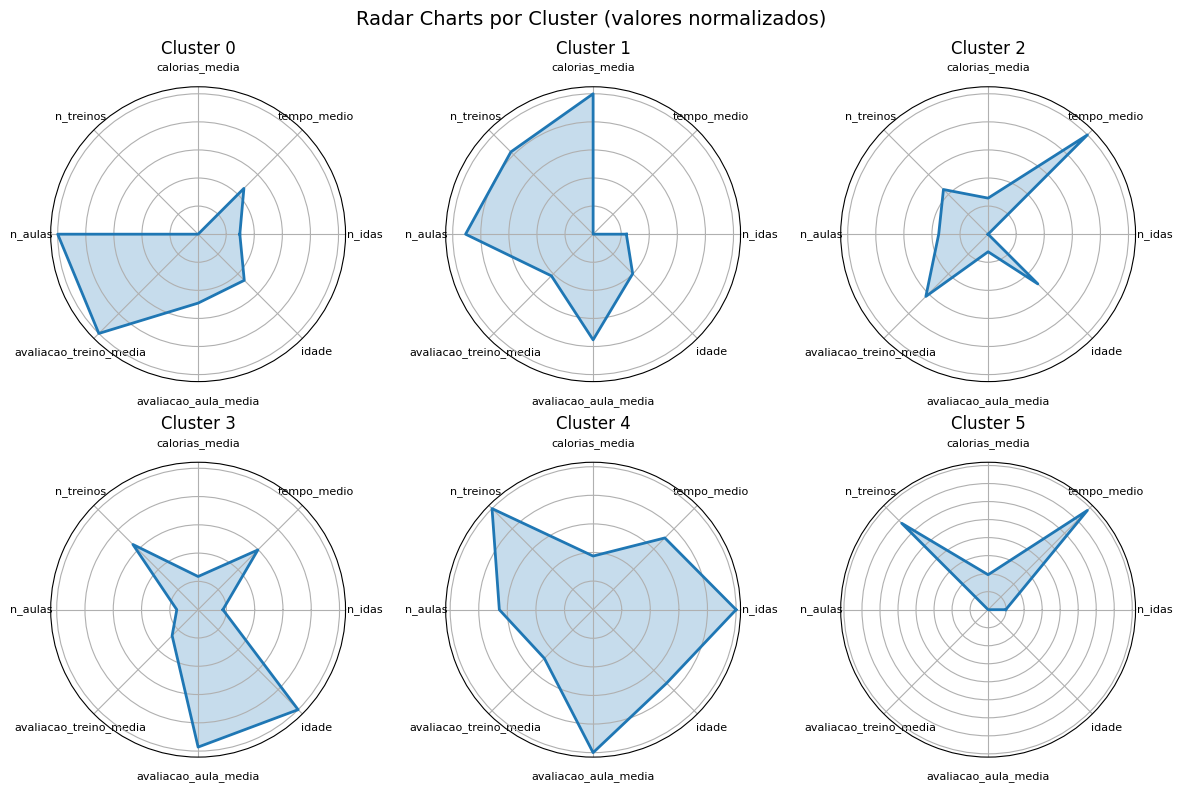 Radar Charts por Cluster (valores normalizados)
Cluster 0
calorias_media
n_treinos
tempo_medio
n_aulas
n_idas
avaliacao_treino_media
idade
avaliacao_aula_media
Cluster 1
calorias_media
n_treinos
tempo_medio
n_aulas
n_idas
avaliacao_treino_media
idade
avaliacao_aula_media
Cluster 2
calorias_media
n_treinos
tempo_medio
n_aulas
n_idas
avaliacao_treino_media
idade
avaliacao_aula_media
Cluster 3
calorias_media
n_treinos
tempo_medio
n_aulas
n_idas
avaliacao_treino_media
idade
avaliacao_aula_media
Cluster 4
calorias_media
n_treinos
tempo_medio
n_aulas
n_idas
avaliacao_treino_media
idade
avaliacao_aula_media
Cluster 5
calorias_media
n_treinos
tempo_medio
n_aulas
n_idas
avaliacao_treino_media
idade
avaliacao_aula_media